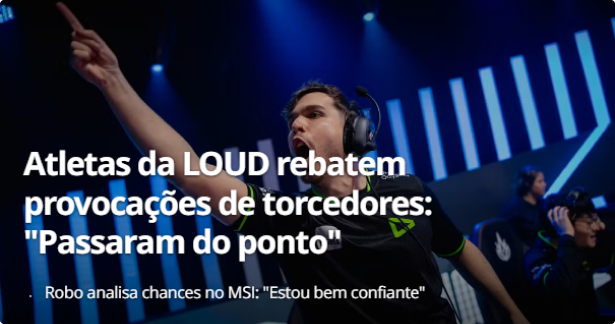 Atletas da LOUD rebatem
provocações de torcedores:
"Passaram do ponto"
Robo analisa chances no MSI: "Estou bem confiante"